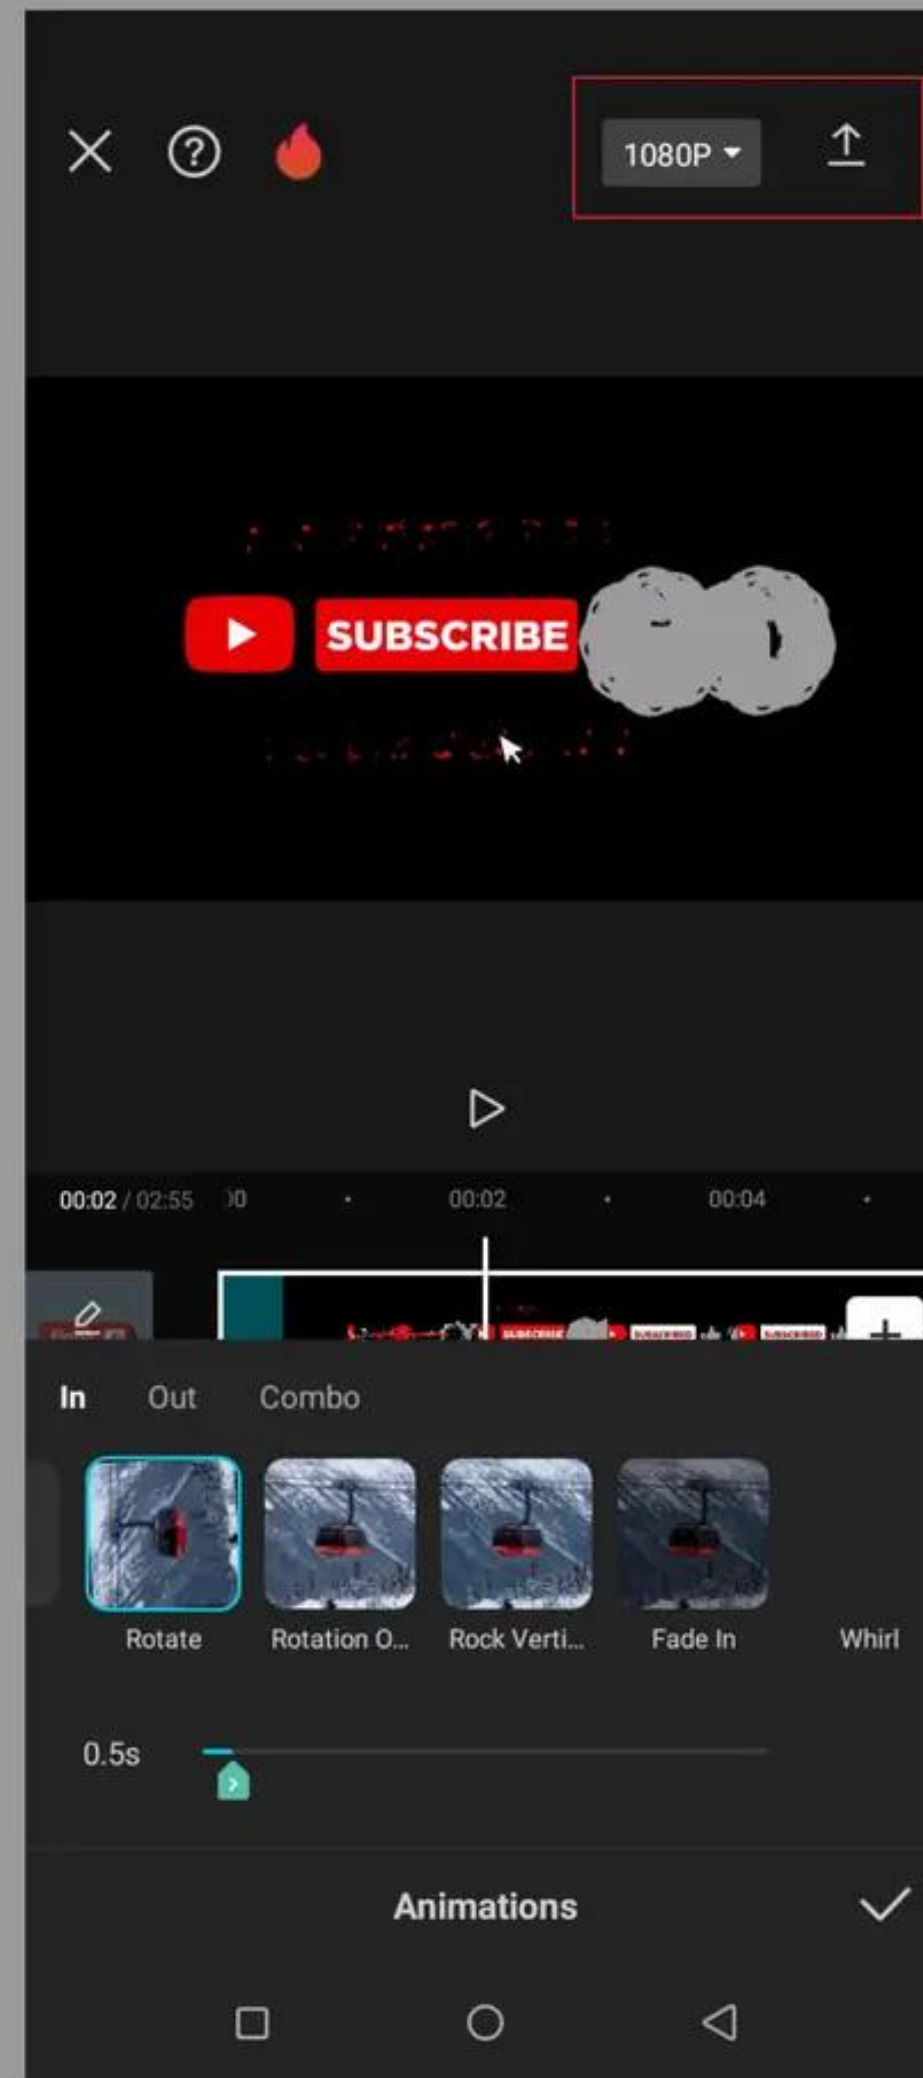 1080P
SUBSCRIBE
00:02 / 02:55
00:02
00:04
In Out Combo
Rotate Rotation O... Rock Verti... Fade In Whirl
0.5s
Animations